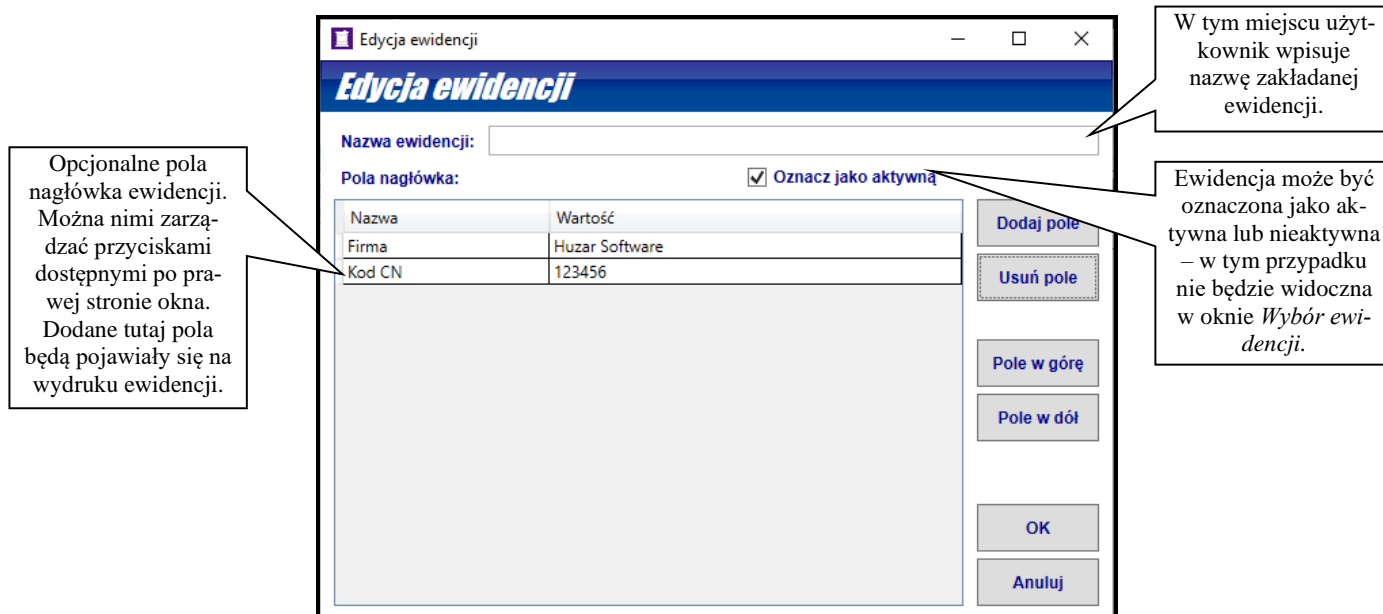 W tym miejscu użyt-
kownik wpisuje
nazwę zakładanej
ewidencji.
Edycja ewidencji
Edycja ewidencji
Nazwa ewidencji:
Opcjonalne pola
nagłówka ewidencji.
Można nimi zarzą-
dzać przyciskami
dostępnymi po pra-
wej stronie okna.
Dodane tutaj pola
będą pojawiały się na
wydruku ewidencji.
Pola nagłówka:
Oznacz jako aktywną
Ewidencja może być
oznaczona jako ak-
tywna lub nieaktywna
– w tym przypadku
nie będzie widoczna
w oknie Wybór ewi-
dencji.
Nazwa Wartość
Firma Huzar Software
Kod CN 123456
Dodaj pole
Usuń pole
Pole w górę
Pole w dół
OK
Anuluj